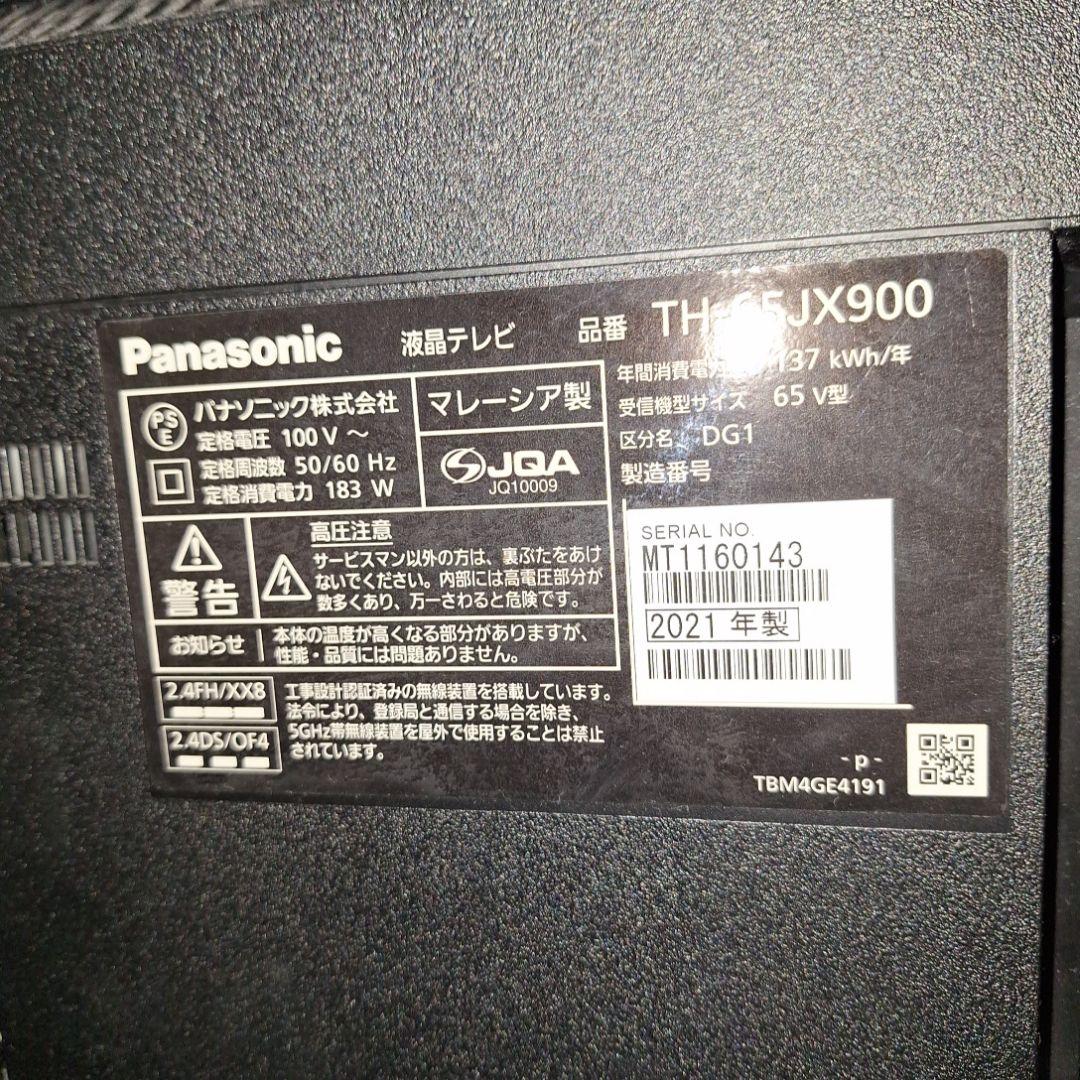 Panasonic 液晶テレビ 品番 TH- 5JX900
年間消費電力 137 kWh/年
受信機型サイズ 65 V型
区分名 DG1
製造番号
PS
E
パナソニック株式会社
定格電圧 100 V ～
定格周波数 50/60 Hz
定格消費電力 183 W
マレーシア製
JQA
JQ10009
警告
高圧注意
サービスマン以外の方は、裏ぶたをあけ
ないでください。内部には高電圧部分が
数多くあり、万一さわると危険です。
お知らせ
本体の温度が高くなる部分がありますが、
性能・品質には問題ありません。
2.4FH/XX8
2.4DS/OF4
工事設計認証済みの無線装置を搭載しています。
法令により、登録局と通信する場合を除き、
5GHz帯無線装置を屋外で使用することは禁止
されています。
SERIAL NO.
MT1160143
2021 年製
- p -
TBM4GE4191